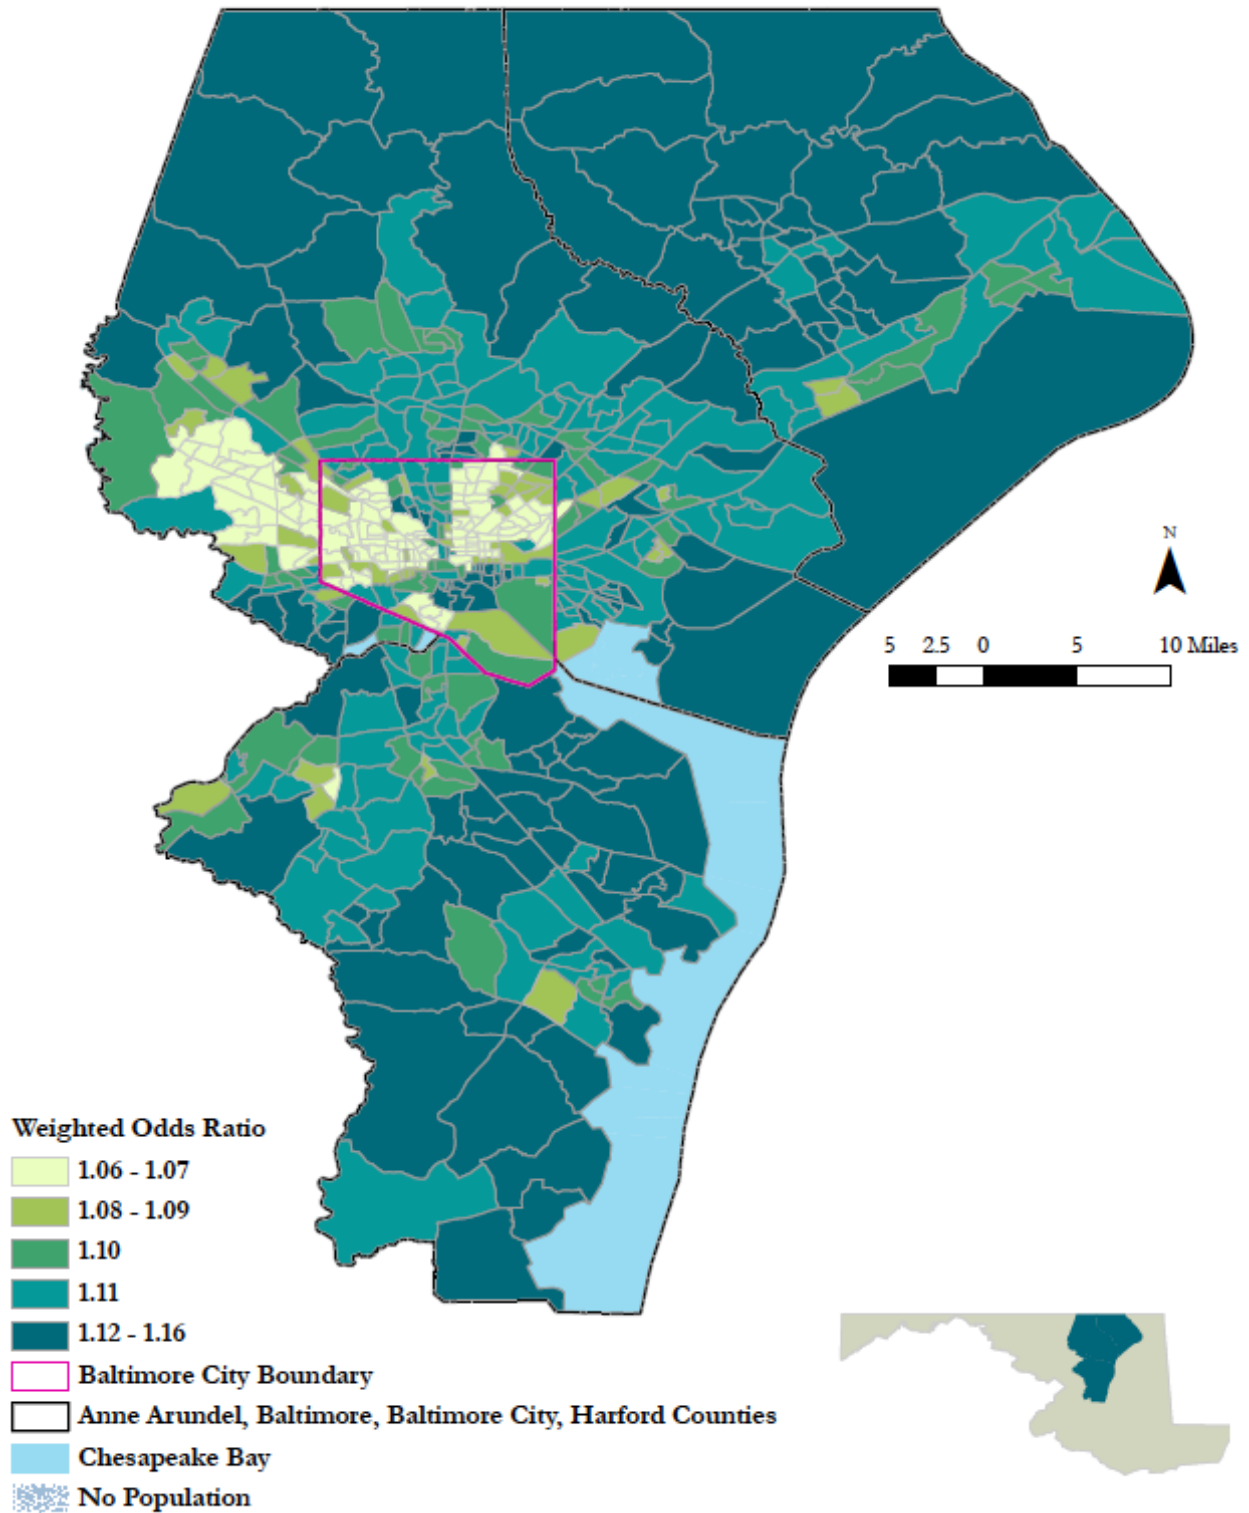 N
5 2.5 0 5 10 Miles
Weighted Odds Ratio
1.06 - 1.07
1.08 - 1.09
1.10
1.11
1.12 - 1.16
Baltimore City Boundary
Anne Arundel, Baltimore, Baltimore City, Harford Counties
Chesapeake Bay
No Population